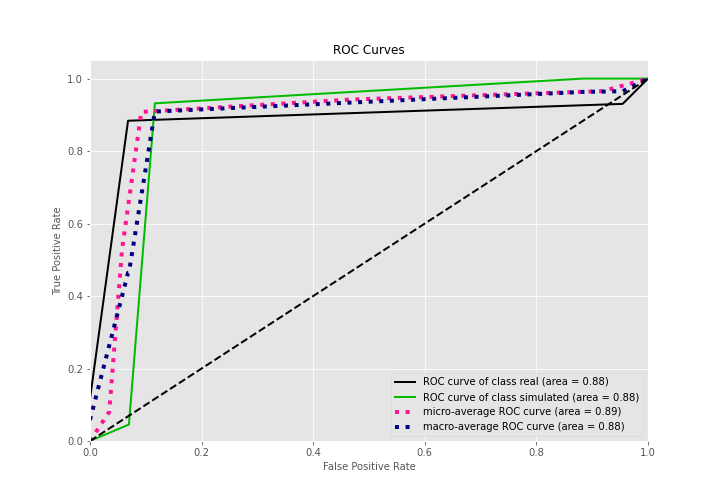 ROC Curves
1.0
0.8
0.6
0.4
0.2
0.0
True Positive Rate
ROC curve of class real (area = 0.88)
ROC curve of class simulated (area = 0.88)
micro-average ROC curve (area = 0.89)
macro-average ROC curve (area = 0.88)
0.0 0.2 0.4 0.6 0.8 1.0
False Positive Rate